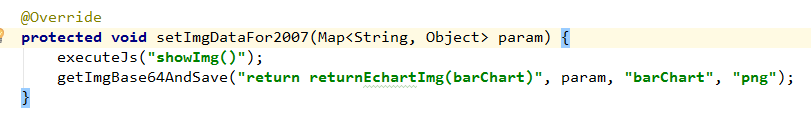 @Override
protected void setImgDataFor2007(Map<String, Object> param) {
executeJs("showImg()");
getImgBase64AndSave("return returnEchartImg(barChart)", param, "barChart", "png");
}